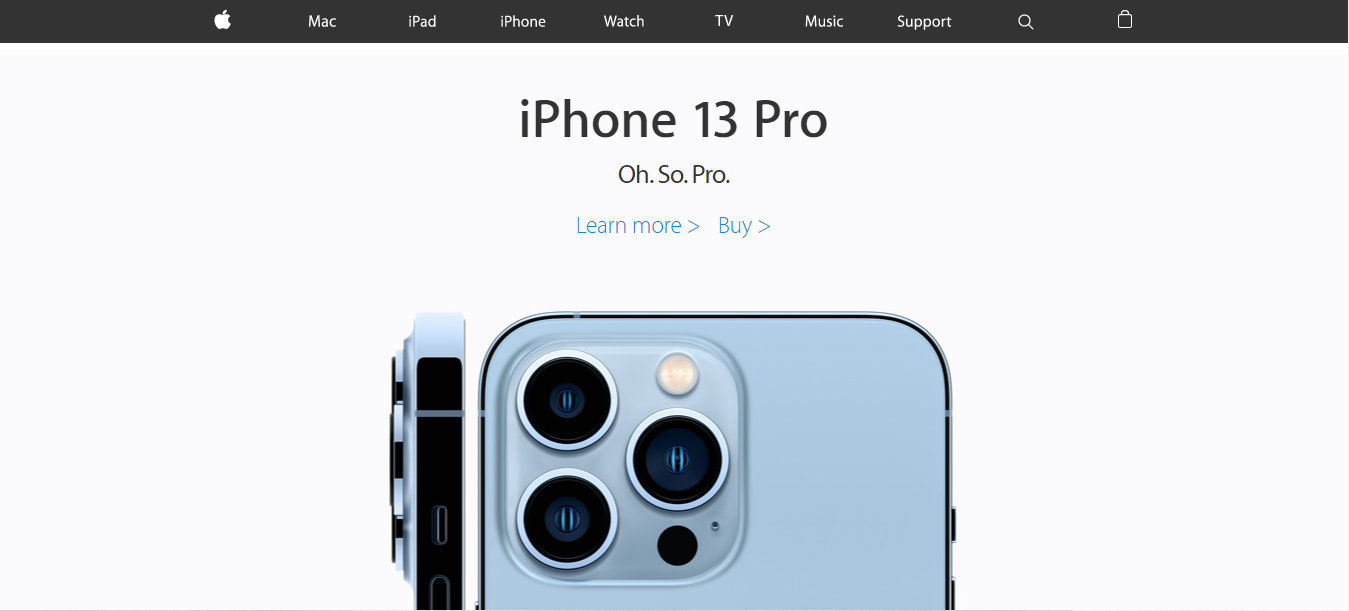 Mac iPad iPhone Watch TV Music Support
iPhone 13 Pro
Oh. So. Pro.
Learn more > Buy >